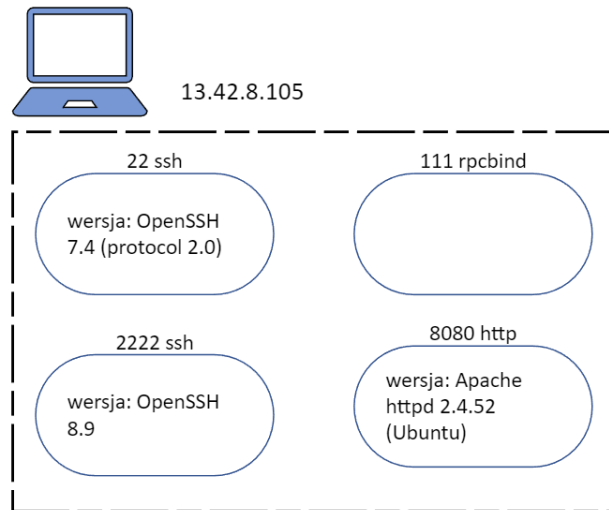 13.42.8.105
22 ssh
wersja: OpenSSH
7.4 (protocol 2.0)
111 rpcbind
2222 ssh
wersja: OpenSSH
8.9
8080 http
wersja: Apache
httpd 2.4.52
(Ubuntu)